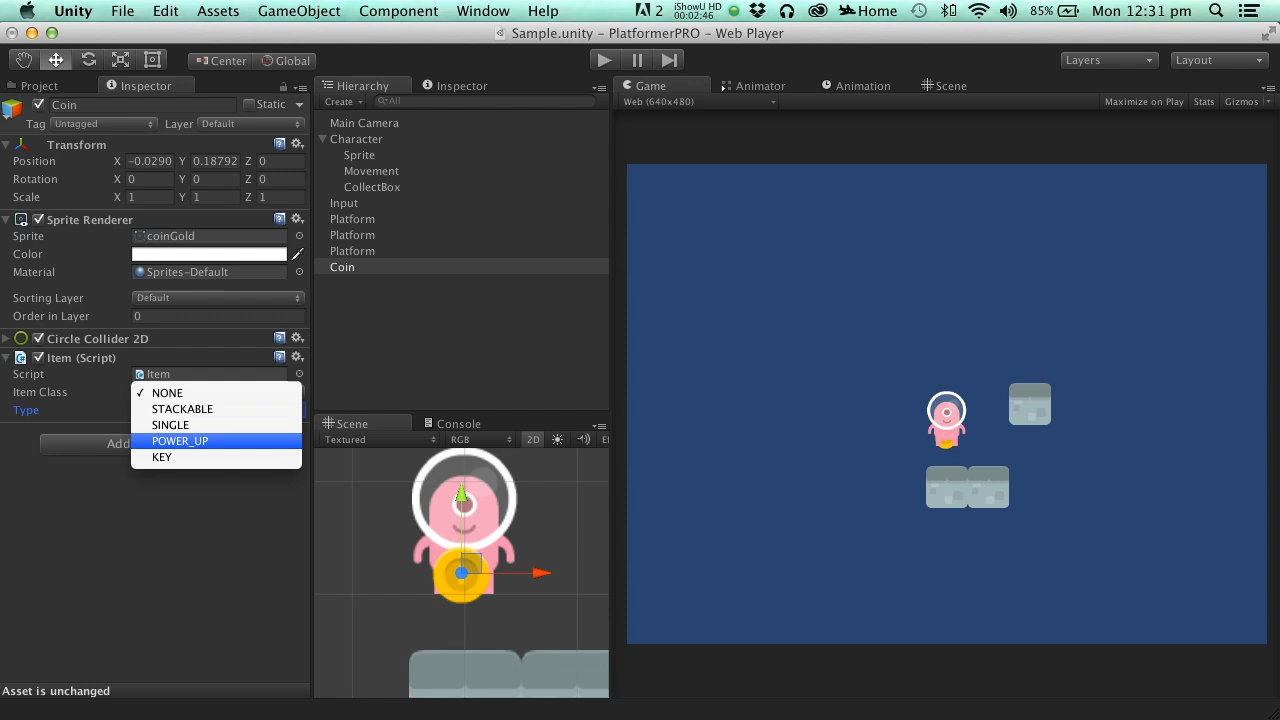 Unity File Edit Assets GameObject Component Window Help 2 iShowU HD 00:02:46 Home 85% Mon 12:31 pm
Sample.unity - PlatformerPRO - Web Player
Center Global Layers Layout
Project Inspector
Coin Static
Tag Untagged Layer Default
Transform
Position X -0.0290 Y 0.18792 Z 0
Rotation X 0 Y 0 Z 0
Scale X 1 Y 1 Z 1
Sprite Renderer
Sprite coinGold
Color
Material Sprites-Default
Sorting Layer Default
Order in Layer 0
Circle Collider 2D
Item (Script)
Script Item
Item Class
Type
✓ NONE
STACKABLE
SINGLE
POWER_UP
KEY
Add
Asset is unchanged
Hierarchy Inspector
Create All
Main Camera
Character
Sprite
Movement
CollectBox
Input
Platform
Platform
Platform
Coin
Scene Console
Textured RGB 2D Ef
Game Animator Animation Scene
Web (640x480) Maximize on Play Stats Gizmos